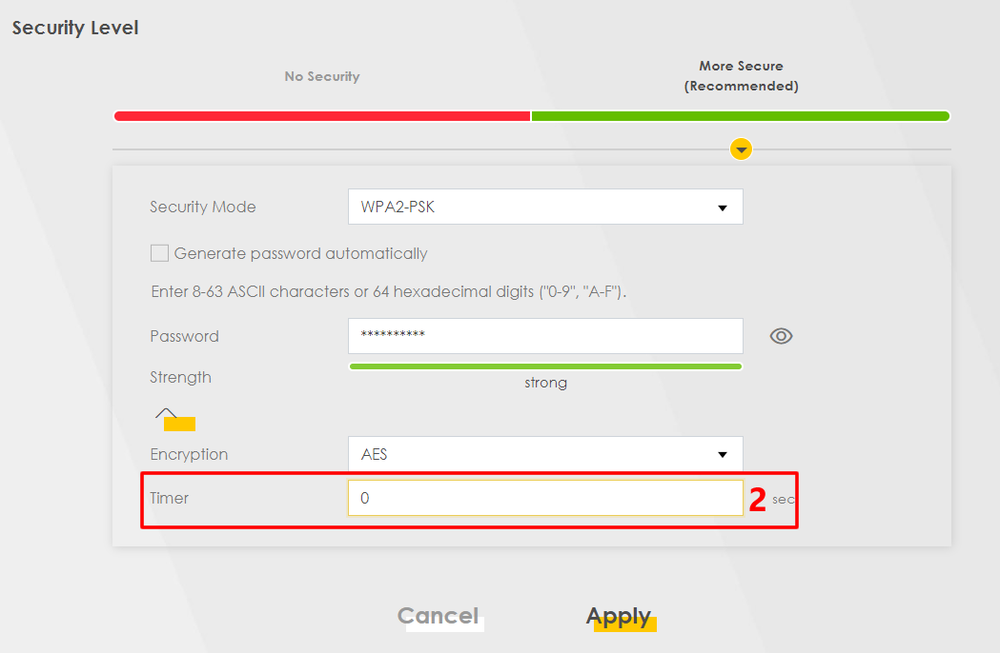 Security Level
No Security
More Secure
(Recommended)
Security Mode
WPA2-PSK
Generate password automatically
Enter 8-63 ASCII characters or 64 hexadecimal digits ("0-9", "A-F").
Password
**********
Strength
strong
Encryption
AES
Timer
0
2 sec
Cancel
Apply